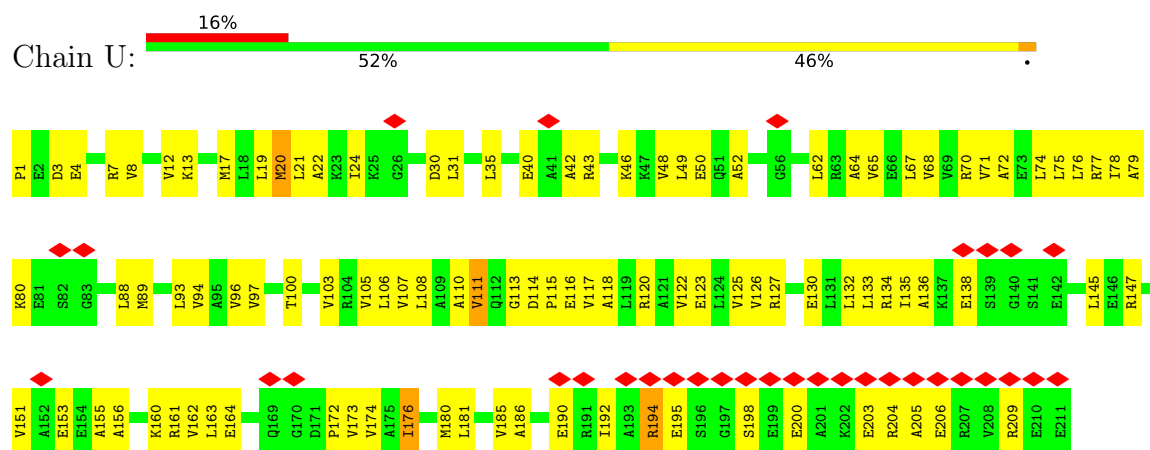 16%
Chain U:
52% 46% •
P1 E2 D3 E4 R7 V8 V12 K13 M17 L18 L19 M20 L21 A22 K23 I24 K25 G26 D30 L31 L35 E40 A41 A42 R43 K46 K47 V48 L49 E50 Q51 A52 G56 L62 R63 A64 V65 E66 L67 V68 V69 R70 V71 A72 E73 L74 L75 L76 R77 I78 A79
K80 E81 S82 G83 L88 M89 L93 V94 A95 V96 V97 T100 V103 R104 V105 L106 V107 L108 A109 A110 V111 Q112 G113 D114 P115 E116 V117 A118 L119 R120 A121 V122 E123 L124 V125 V126 R127 E130 L131 L132 L133 R134 I135 A136 K137 E138 S139 G140 S141 E142 L145 E146 R147
V151 A152 E153 E154 A155 A156 K160 R161 V162 L163 E164 Q169 G170 D171 P172 V173 V174 A175 I176 M180 L181 V185 A186 E190 R191 I192 A193 R194 E195 S196 G197 S198 E199 E200 A201 K202 E203 R204 A205 E206 R207 V208 R209 E210 E211